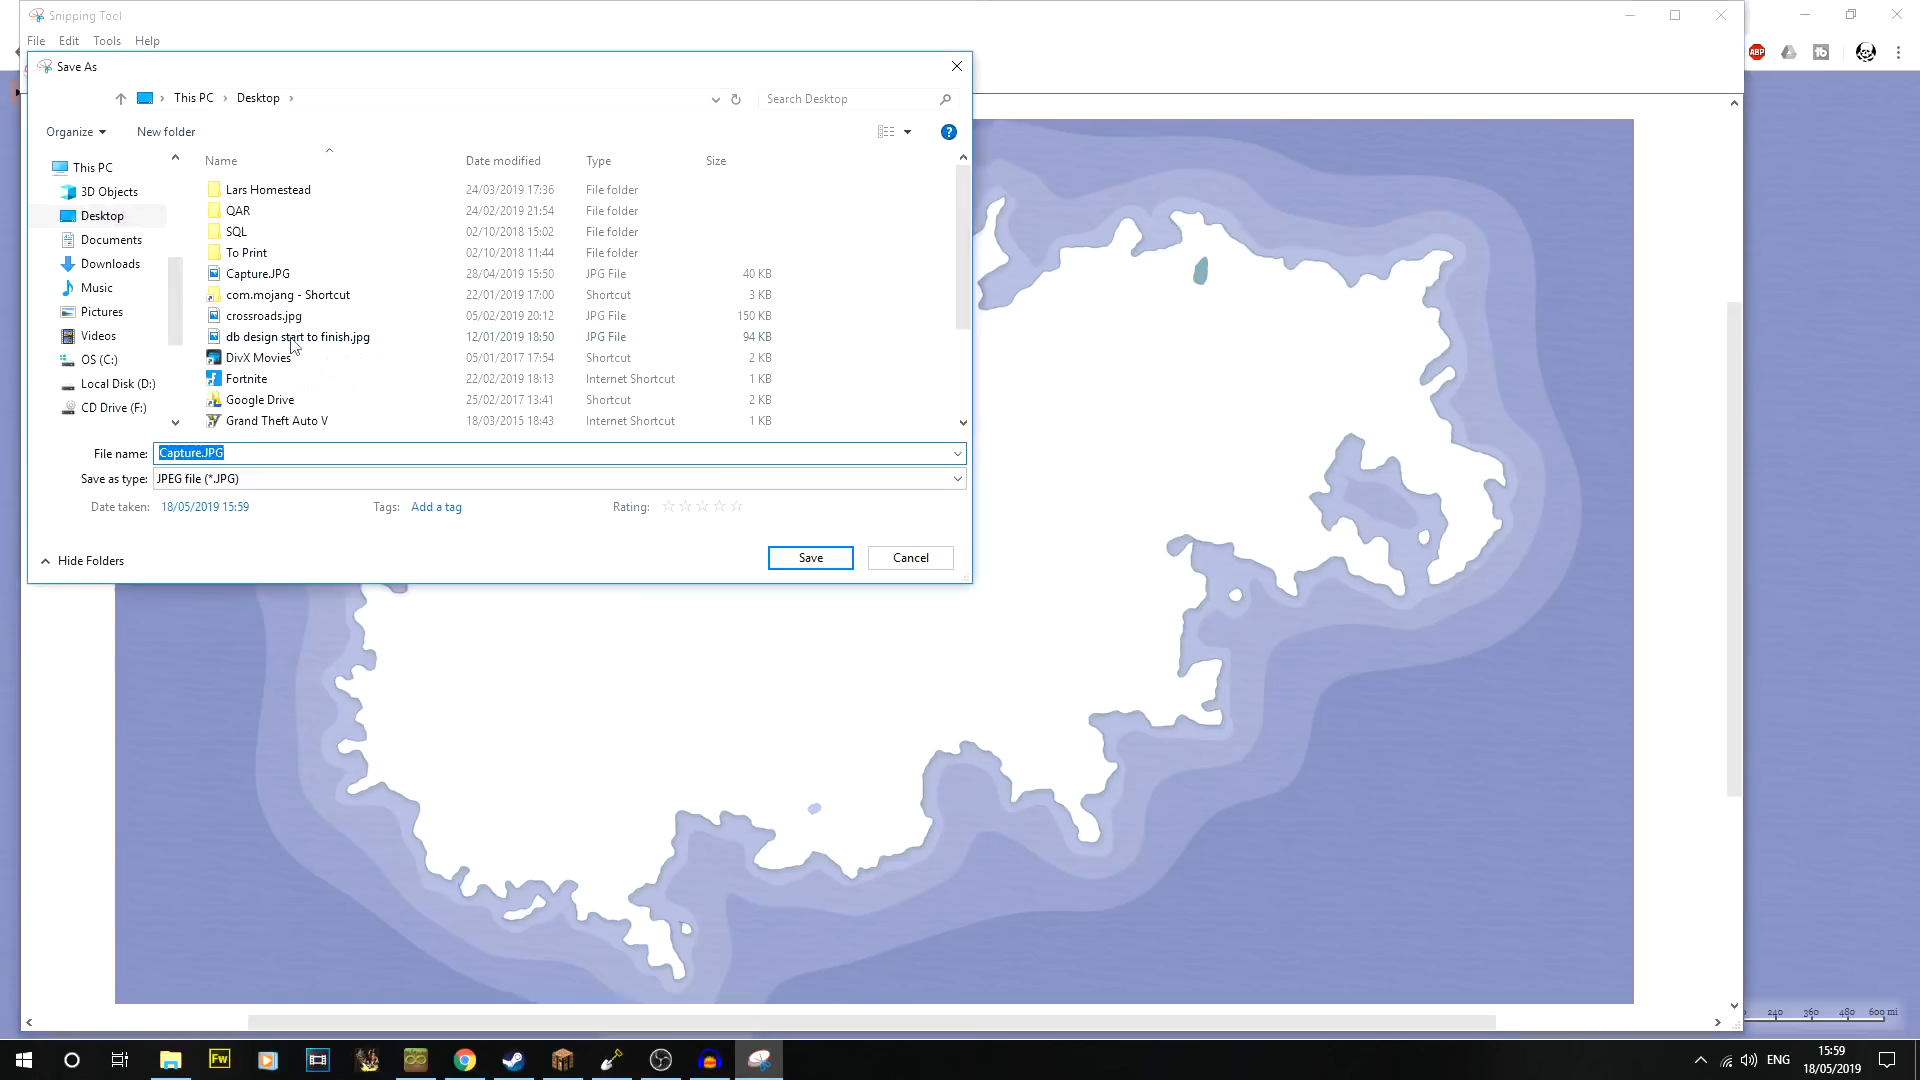 Snipping Tool
File Edit Tools Help
Save As
This PC Desktop
Search Desktop
ABP
Organize New folder
?
Name Date modified Type Size
This PC
3D Objects
Desktop
Documents
Downloads
Music
Pictures
Videos
OS (C:)
Local Disk (D:)
CD Drive (F:)
Lars Homestead 24/03/2019 17:36 File folder
QAR 24/02/2019 21:54 File folder
SQL 02/10/2018 15:02 File folder
To Print 02/10/2018 11:44 File folder
Capture.JPG 28/04/2019 15:50 JPG File 40 KB
com.mojang - Shortcut 22/01/2019 17:00 Shortcut 3 KB
crossroads.jpg 05/02/2019 20:12 JPG File 150 KB
db design start to finish.jpg 12/01/2019 18:50 JPG File 94 KB
DivX Movies 05/01/2017 17:54 Shortcut 2 KB
Fortnite 22/02/2019 18:13 Internet Shortcut 1 KB
Google Drive 25/02/2017 13:41 Shortcut 2 KB
Grand Theft Auto V 18/03/2015 18:43 Internet Shortcut 1 KB
File name: Capture.JPG
Save as type: JPEG file (*.JPG)
Date taken: 18/05/2019 15:59 Tags: Add a tag Rating:
Hide Folders
Save Cancel
240 360 480 600 mi
Fw
ENG
15:59
18/05/2019